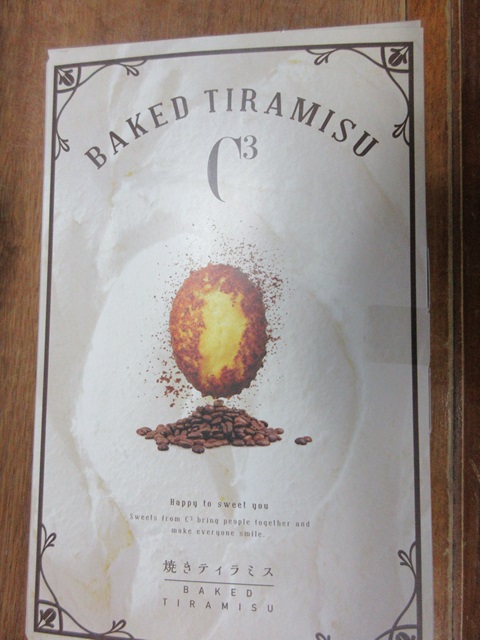 BAKED TIRAMISU
C³
Happy to sweet you
Sweets from C³ bring people together and
make everyone smile.
焼きティラミス
BAKED
TIRAMISU